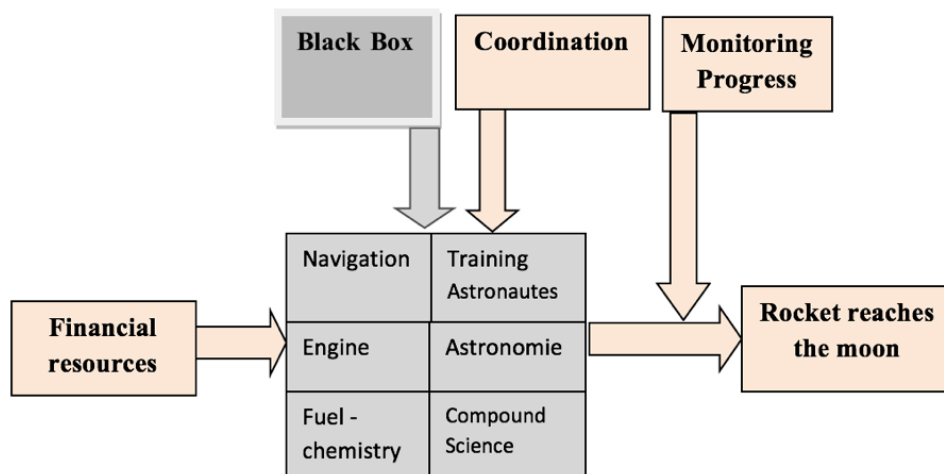 Black Box
Coordination
Monitoring
Progress
Navigation
Training
Astronautes
Financial
resources
Engine
Astronomie
Rocket reaches
the moon
Fuel -
chemistry
Compound
Science